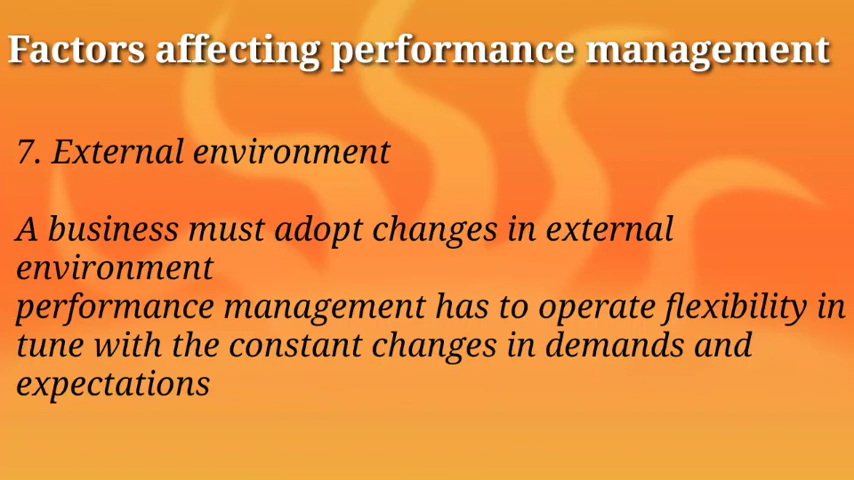 Factors affecting performance management
7. External environment
A business must adopt changes in external
environment
performance management has to operate flexibility in
tune with the constant changes in demands and
expectations